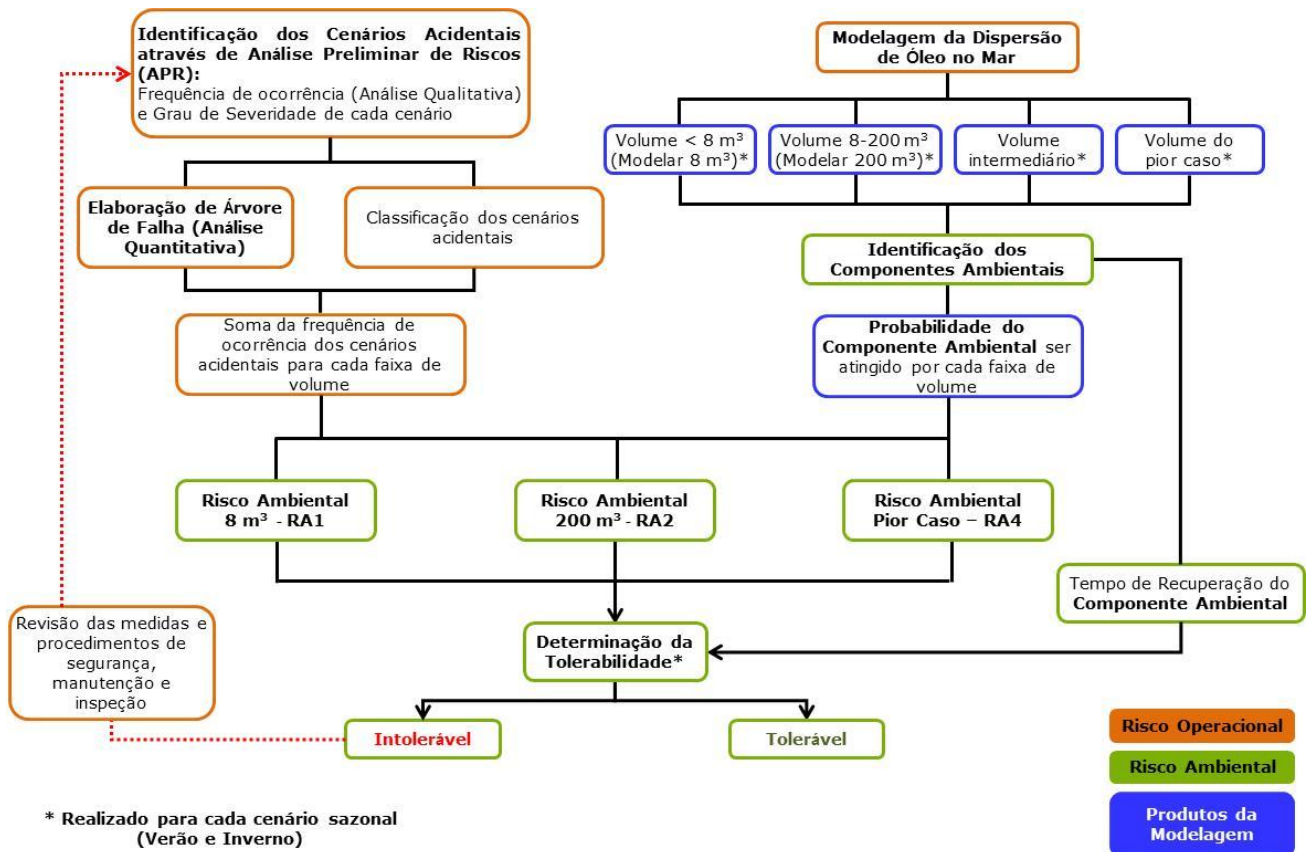 Identificação dos Cenários Acidentais
através de Análise Preliminar de Riscos
(APR):
Frequência de ocorrência (Análise Qualitativa)
e Grau de Severidade de cada cenário
Modelagem da Dispersão
de Óleo no Mar
Volume < 8 m³
(Modelar 8 m³)*
Volume 8-200 m³
(Modelar 200 m³)*
Volume
intermediário*
Volume do
pior caso*
Elaboração de Árvore
de Falha (Análise
Quantitativa)
Classificação dos cenários
acidentais
Identificação dos
Componentes Ambientais
Soma da frequência de
ocorrência dos cenários
acidentais para cada faixa de
volume
Probabilidade do
Componente Ambiental ser
atingido por cada faixa de
volume
Risco Ambiental
8 m³ - RA1
Risco Ambiental
200 m³ - RA2
Risco Ambiental
Pior Caso – RA4
Tempo de Recuperação do
Componente Ambiental
Revisão das medidas e
procedimentos de
segurança,
manutenção e
inspeção
Determinação da
Tolerabilidade*
Intolerável
Tolerável
Risco Operacional
Risco Ambiental
Produtos da
Modelagem
* Realizado para cada cenário sazonal
(Verão e Inverno)